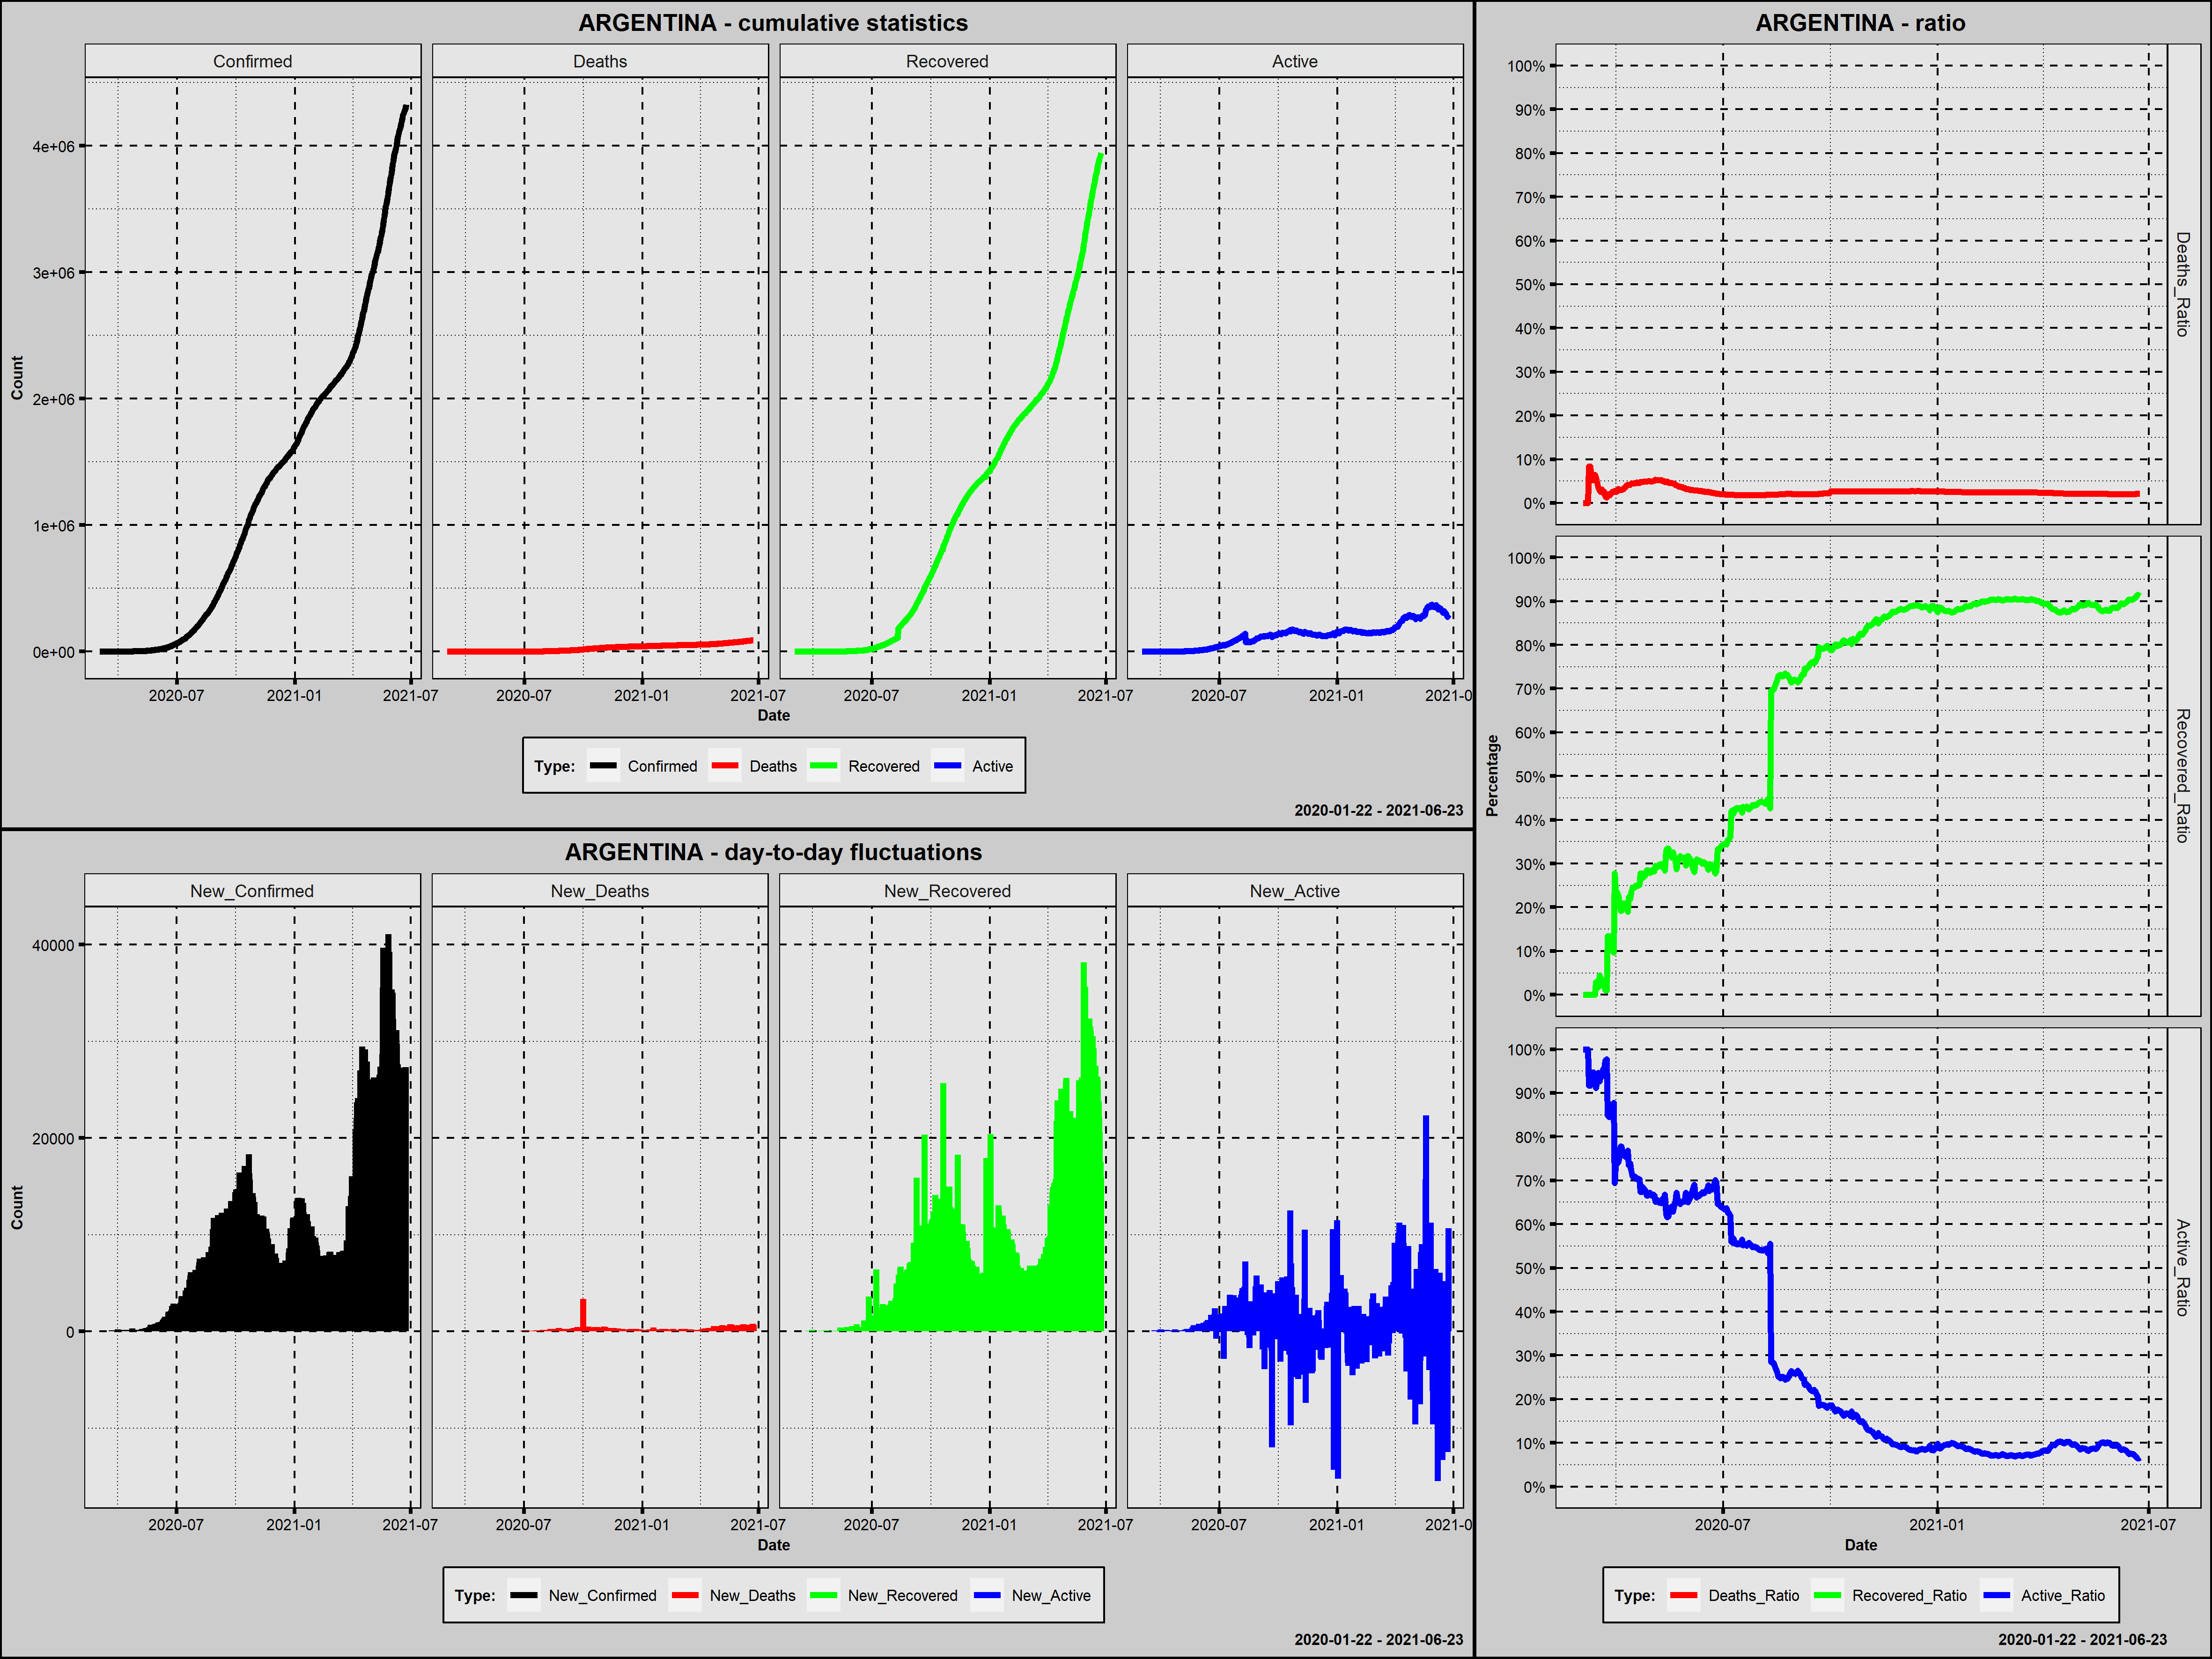 ARGENTINA - cumulative statistics
Confirmed Deaths Recovered Active
Count
4e+06
3e+06
2e+06
1e+06
0e+00
2020-07 2021-01 2021-07 2020-07 2021-01 2021-07 2020-07 2021-01 2021-07 2020-07 2021-01 2021-0
Date
Type: Confirmed Deaths Recovered Active
2020-01-22 - 2021-06-23
ARGENTINA - day-to-day fluctuations
New_Confirmed New_Deaths New_Recovered New_Active
Count
40000
20000
0
2020-07 2021-01 2021-07 2020-07 2021-01 2021-07 2020-07 2021-01 2021-07 2020-07 2021-01 2021-0
Date
Type: New_Confirmed New_Deaths New_Recovered New_Active
2020-01-22 - 2021-06-23
ARGENTINA - ratio
Percentage
100%
90%
80%
70%
60%
50%
40%
30%
20%
10%
0%
Deaths_Ratio
100%
90%
80%
70%
60%
50%
40%
30%
20%
10%
0%
Recovered_Ratio
100%
90%
80%
70%
60%
50%
40%
30%
20%
10%
0%
Active_Ratio
2020-07 2021-01 2021-07
Date
Type: Deaths_Ratio Recovered_Ratio Active_Ratio
2020-01-22 - 2021-06-23